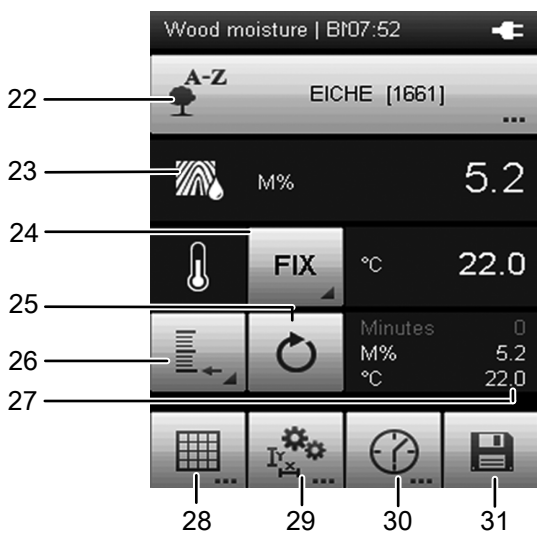 Wood moisture | BM07:52
22
A-Z
EICHE [1661]
...
23
M%
5.2
24
FIX
°C
22.0
25
26
Minutes 0
M% 5.2
°C 22.0
27
28 29 30 31